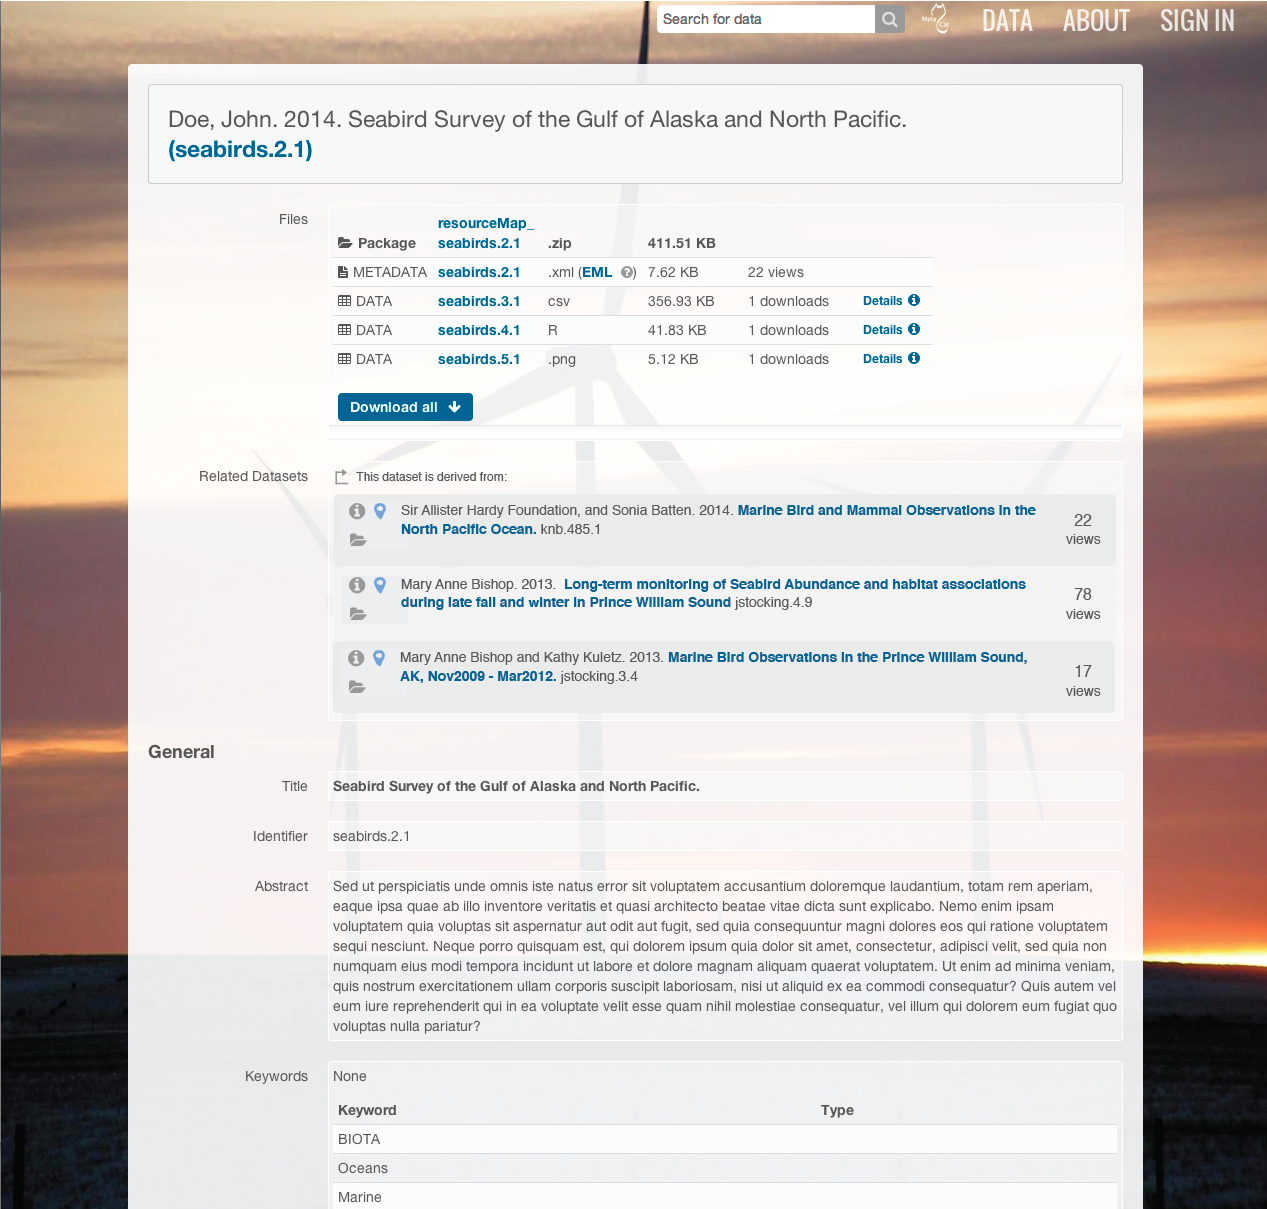 Search for data
Meta Cat
DATA ABOUT SIGN IN
Doe, John. 2014. Seabird Survey of the Gulf of Alaska and North Pacific.
(seabirds.2.1)
Files
resourceMap_
Package seabirds.2.1 .zip 411.51 KB
METADATA seabirds.2.1 .xml (EML ?) 7.62 KB 22 views
DATA seabirds.3.1 csv 356.93 KB 1 downloads Details
DATA seabirds.4.1 R 41.83 KB 1 downloads Details
DATA seabirds.5.1 .png 5.12 KB 1 downloads Details
Download all
Related Datasets This dataset is derived from:
Sir Allister Hardy Foundation, and Sonia Batten. 2014. Marine Bird and Mammal Observations in the
North Pacific Ocean. knb.485.1
22
views
Mary Anne Bishop. 2013. Long-term monitoring of Seabird Abundance and habitat associations
during late fall and winter in Prince William Sound jstocking.4.9
78
views
Mary Anne Bishop and Kathy Kuletz. 2013. Marine Bird Observations in the Prince William Sound,
AK, Nov2009 - Mar2012. jstocking.3.4
17
views
General
Title Seabird Survey of the Gulf of Alaska and North Pacific.
Identifier seabirds.2.1
Abstract Sed ut perspiciatis unde omnis iste natus error sit voluptatem accusantium doloremque laudantium, totam rem aperiam,
eaque ipsa quae ab illo inventore veritatis et quasi architecto beatae vitae dicta sunt explicabo. Nemo enim ipsam
voluptatem quia voluptas sit aspernatur aut odit aut fugit, sed quia consequuntur magni dolores eos qui ratione voluptatem
sequi nesciunt. Neque porro quisquam est, qui dolorem ipsum quia dolor sit amet, consectetur, adipisci velit, sed quia non
numquam eius modi tempora incidunt ut labore et dolore magnam aliquam quaerat voluptatem. Ut enim ad minima veniam,
quis nostrum exercitationem ullam corporis suscipit laboriosam, nisi ut aliquid ex ea commodi consequatur? Quis autem vel
eum iure reprehenderit qui in ea voluptate velit esse quam nihil molestiae consequatur, vel illum qui dolorem eum fugiat quo
voluptas nulla pariatur?
Keywords None
Keyword Type
BIOTA
Oceans
Marine